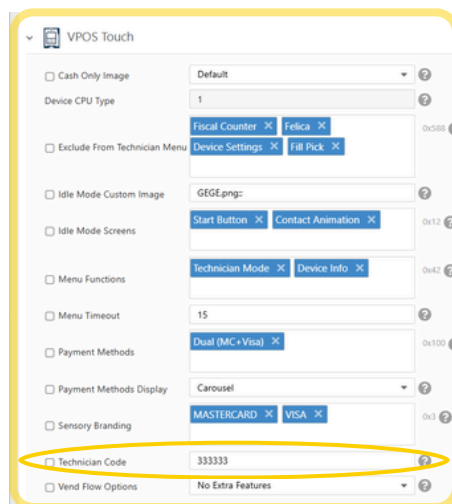 VPOS Touch
Cash Only Image Default
Device CPU Type 1
Fiscal Counter × Felica × 0x588
Exclude From Technician Menu Device Settings × Fill Pick ×
Idle Mode Custom Image GEGE.png::
Start Button × Contact Animation × 0x12
Idle Mode Screens
Technician Mode × Device Info × 0x42
Menu Functions
Menu Timeout 15
Dual (MC+Visa) × 0x100
Payment Methods
Payment Methods Display Carousel
MASTERCARD × VISA × 0x3
Sensory Branding
Technician Code 333333
Vend Flow Options No Extra Features